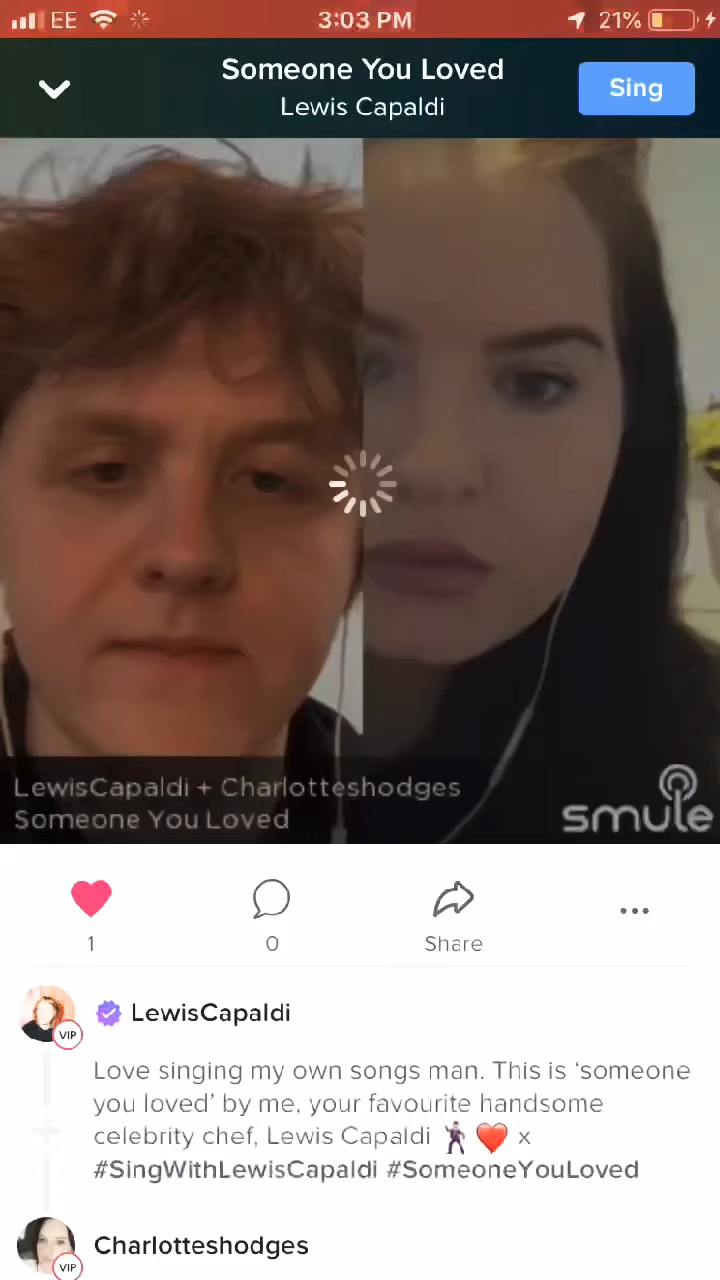 EE 3:03 PM 21%
Someone You Loved
Lewis Capaldi
Sing
LewisCapaldi + Charlotteshodges
Someone You Loved
smule
1 0 Share
LewisCapaldi
VIP
Love singing my own songs man. This is ‘someone
you loved’ by me, your favourite handsome
celebrity chef, Lewis Capaldi 🕺 ❤️ x
#SingWithLewisCapaldi #SomeoneYouLoved
Charlotteshodges
VIP